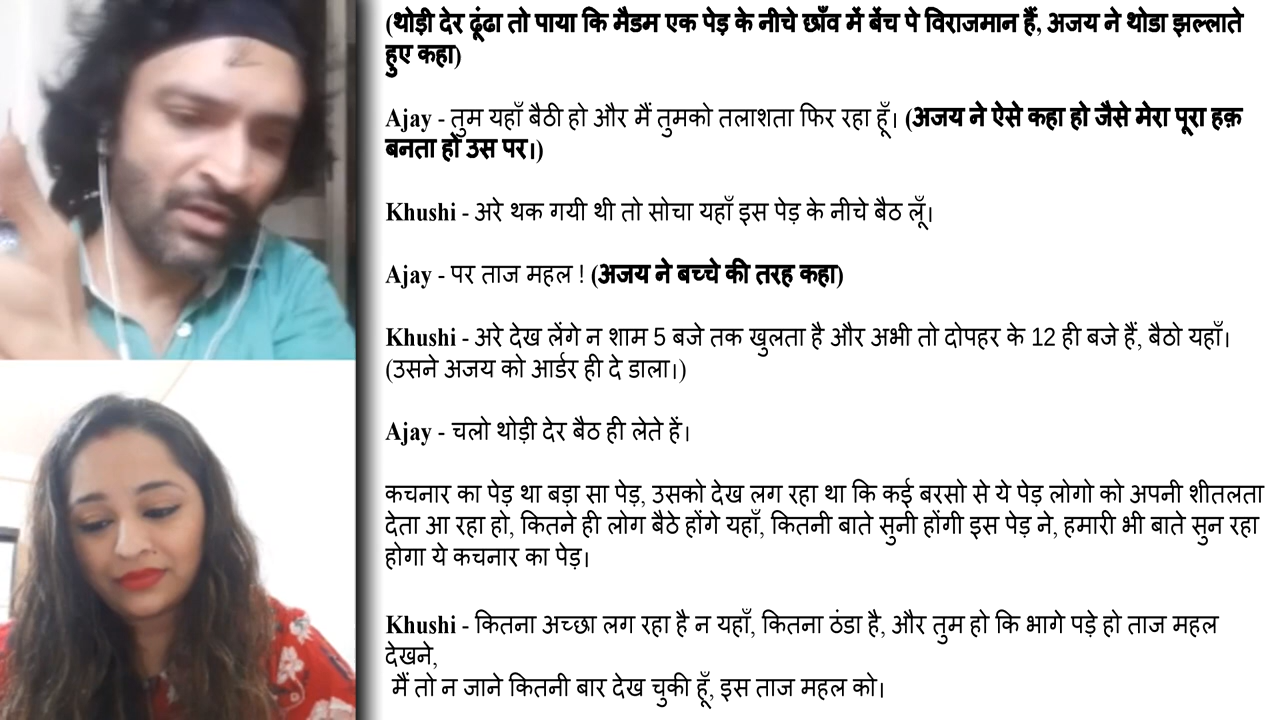 (थोड़ी देर ढूंढा तो पाया कि मैडम एक पेड़ के नीचे छाँव में बेंच पे विराजमान हैं, अजय ने थोडा झल्लाते
हुए कहा)
Ajay - तुम यहाँ बैठी हो और मैं तुमको तलाशता फिर रहा हूँ। (अजय ने ऐसे कहा हो जैसे मेरा पूरा हक़
बनता हो उस पर।)
Khushi - अरे थक गयी थी तो सोचा यहाँ इस पेड़ के नीचे बैठ लूँ।
Ajay - पर ताज महल ! (अजय ने बच्चे की तरह कहा)
Khushi - अरे देख लेंगे न शाम 5 बजे तक खुलता है और अभी तो दोपहर के 12 ही बजे हैं, बैठो यहाँ।
(उसने अजय को आर्डर ही दे डाला।)
Ajay - चलो थोड़ी देर बैठ ही लेते हें।
कचनार का पेड़ था बड़ा सा पेड़, उसको देख लग रहा था कि कई बरसो से ये पेड़ लोगो को अपनी शीतलता
देता आ रहा हो, कितने ही लोग बैठे होंगे यहाँ, कितनी बाते सुनी होंगी इस पेड़ ने, हमारी भी बाते सुन रहा
होगा ये कचनार का पेड़।
Khushi - कितना अच्छा लग रहा है न यहाँ, कितना ठंडा है, और तुम हो कि भागे पड़े हो ताज महल
देखने,
मैं तो न जाने कितनी बार देख चुकी हूँ, इस ताज महल को।